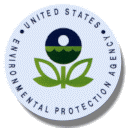 UNITED STATES
ENVIRONMENTAL PROTECTION AGENCY